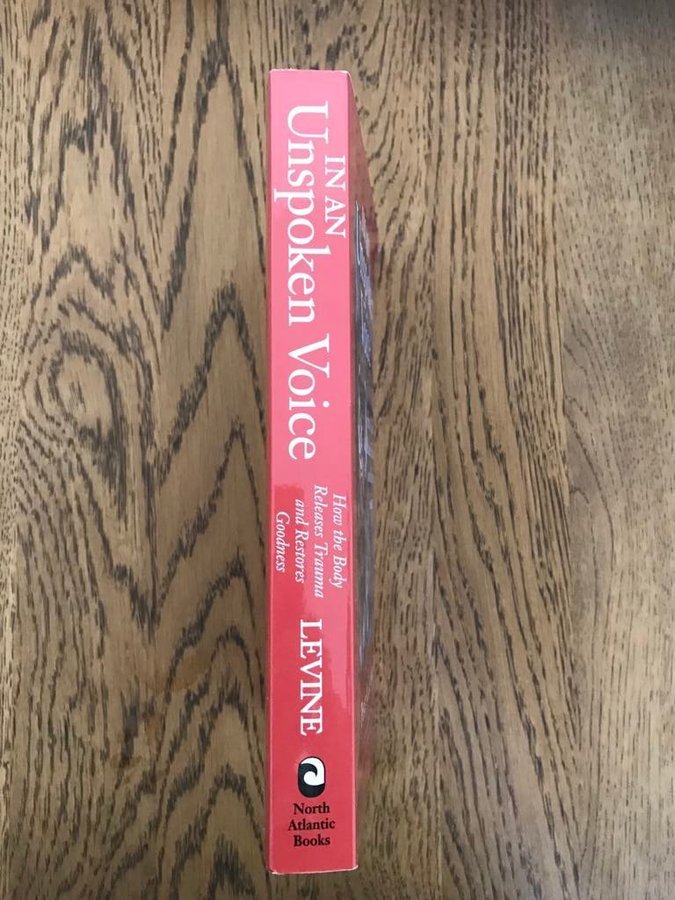 IN AN
Unspoken Voice
How the Body
Releases Trauma
and Restores
Goodness
LEVINE
North
Atlantic
Books